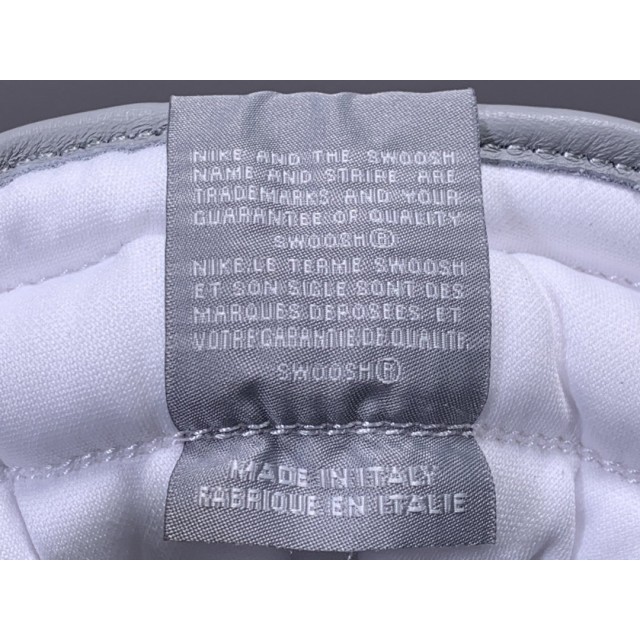 NIKE AND THE SWOOSH
NAME AND STRIPE ARE
TRADEMARKS AND YOUR
GUARANTEE OF QUALITY
SWOOSH®
NIKE.LE TERME SWOOSH
ET SON SIGLE SONT DES
MARQUES DEPOSEES ET
VOTRE GARANTIE.DE QUALITE.
SWOOSH®
MADE IN ITALY
FABRIQUE EN ITALIE